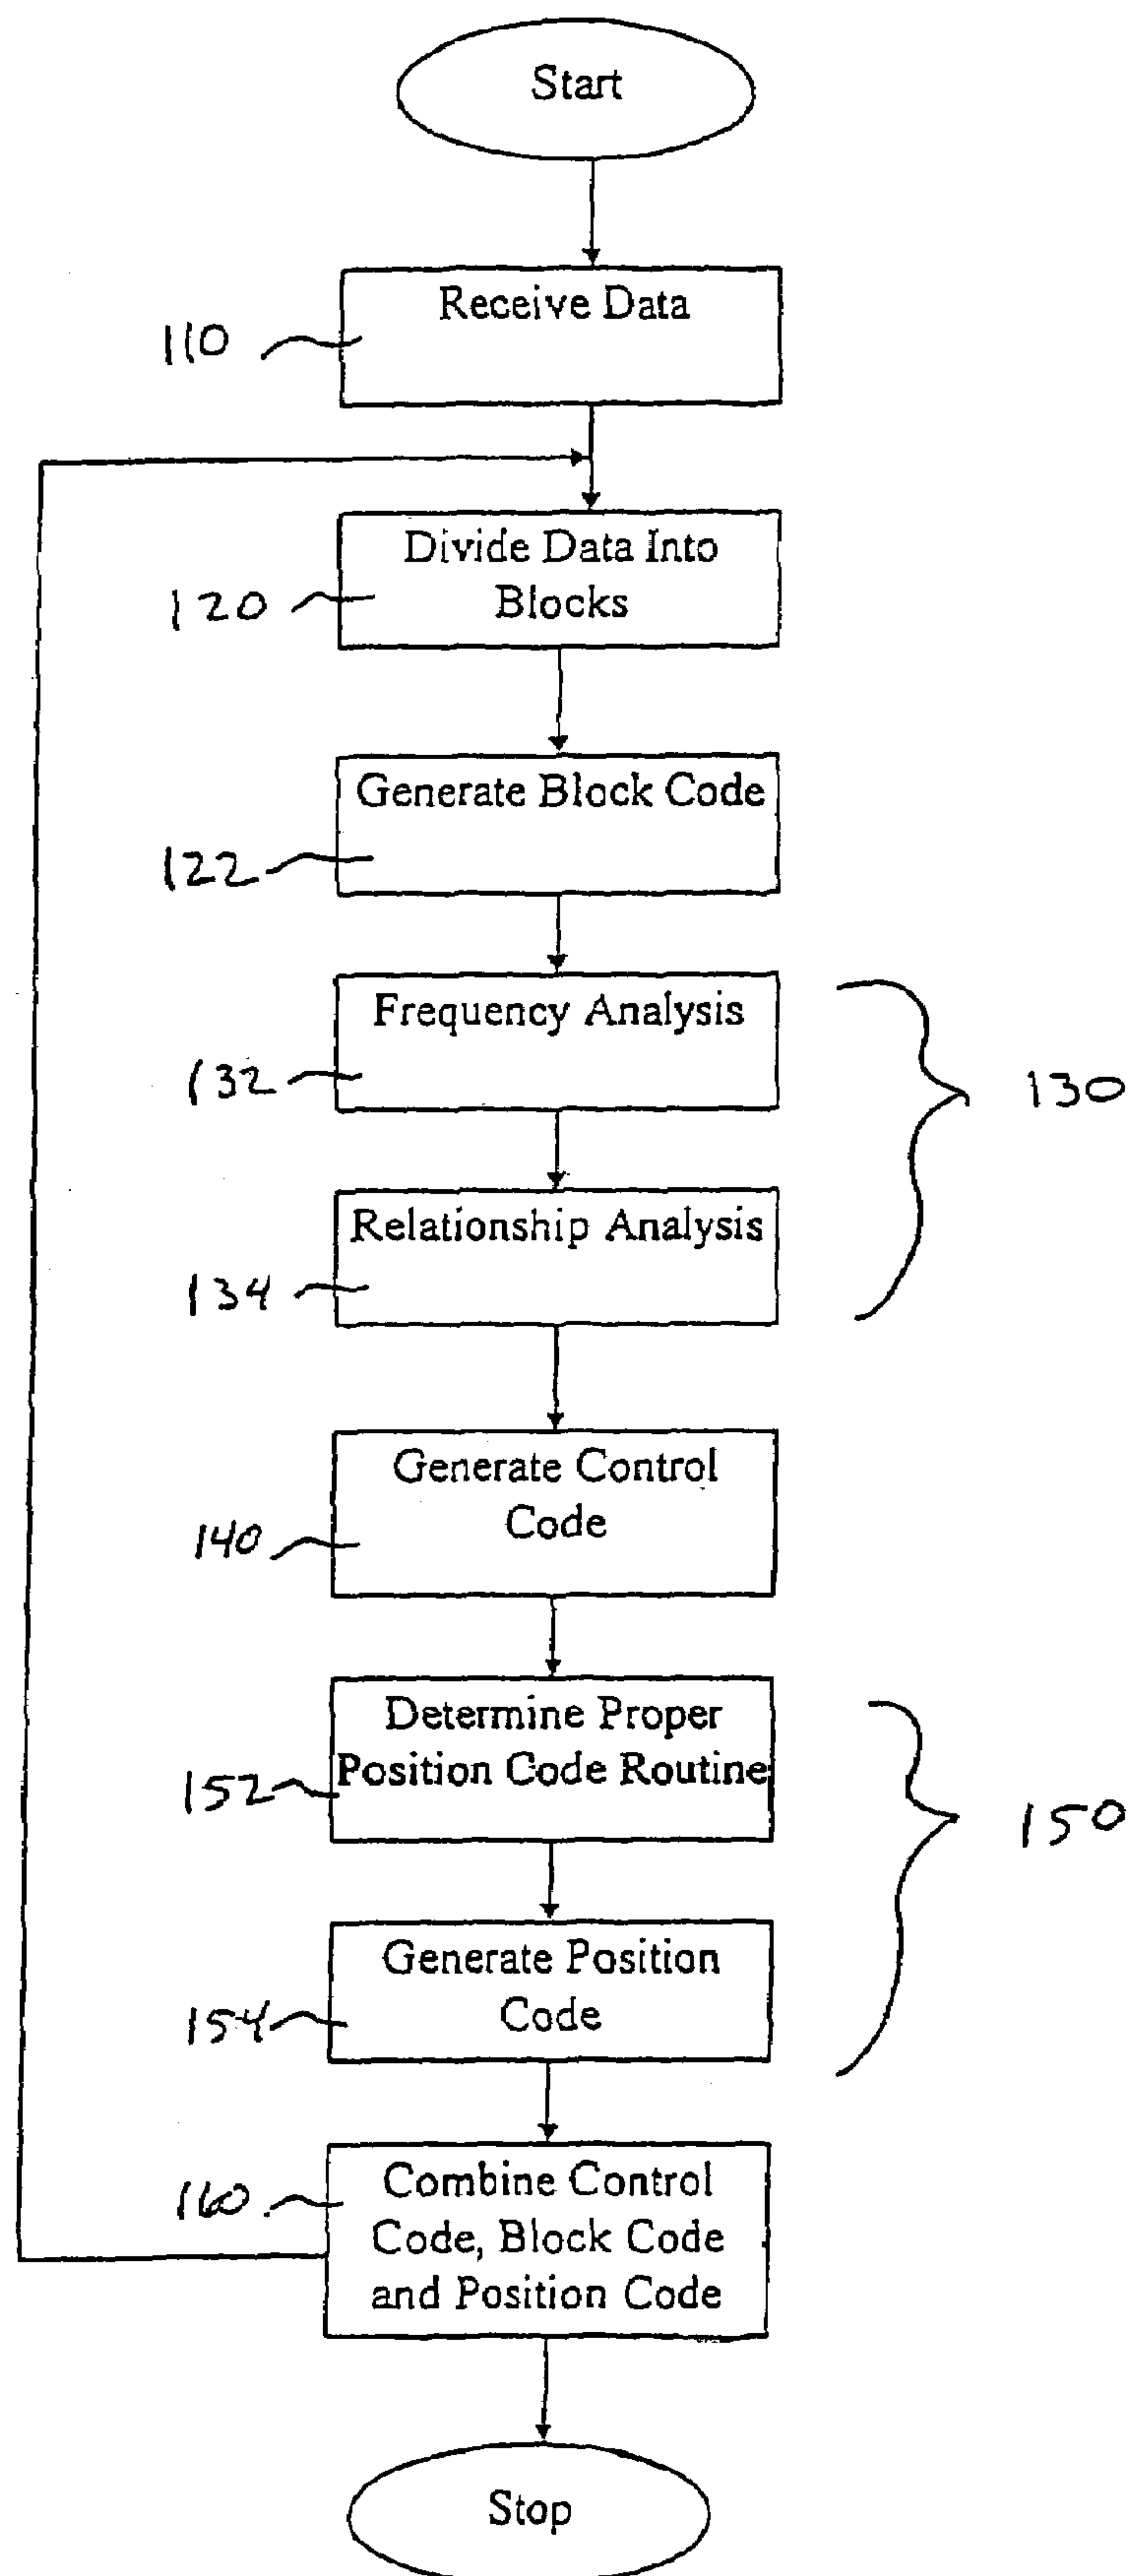 Start
Receive Data
110
Divide Data Into
Blocks
120
Generate Block Code
122
Frequency Analysis
132
130
Relationship Analysis
134
Generate Control
Code
140
Determine Proper
Position Code Routine
152
150
Generate Position
Code
154
160
Combine Control
Code, Block Code
and Position Code
Stop